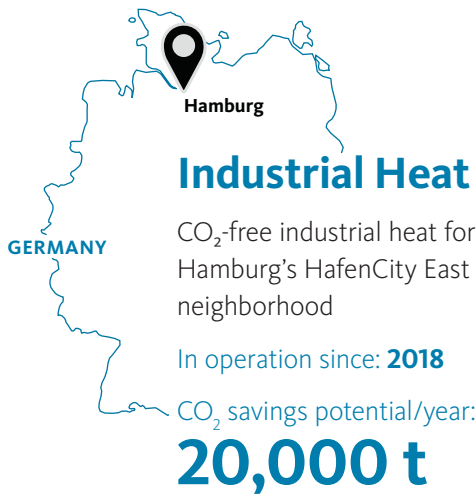 Hamburg
Industrial Heat
GERMANY
CO₂-free industrial heat for
Hamburg’s HafenCity East
neighborhood
In operation since: 2018
CO₂ savings potential/year:
20,000 t